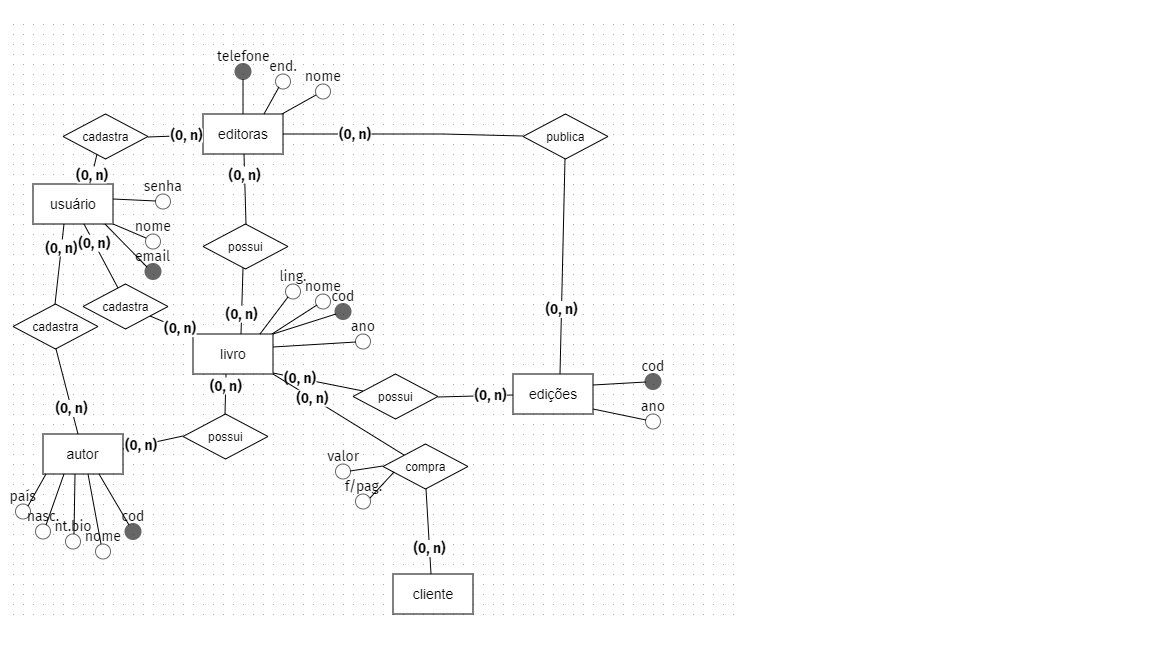 telefone
end.
nome
cadastra
(0, n)
editoras
(0, n)
publica
(0, n)
(0, n)
usuário
senha
nome
(0, n)
(0, n)
email
possui
ling.
nome
cod
cadastra
(0, n)
(0, n)
(0, n)
cadastra
ano
livro
cod
(0, n)
(0, n)
possui
(0, n)
edições
(0, n)
ano
(0, n)
possui
(0, n)
autor
valor
compra
f/pag.
país
nasc.
nt.bio
nome
cod
(0, n)
cliente